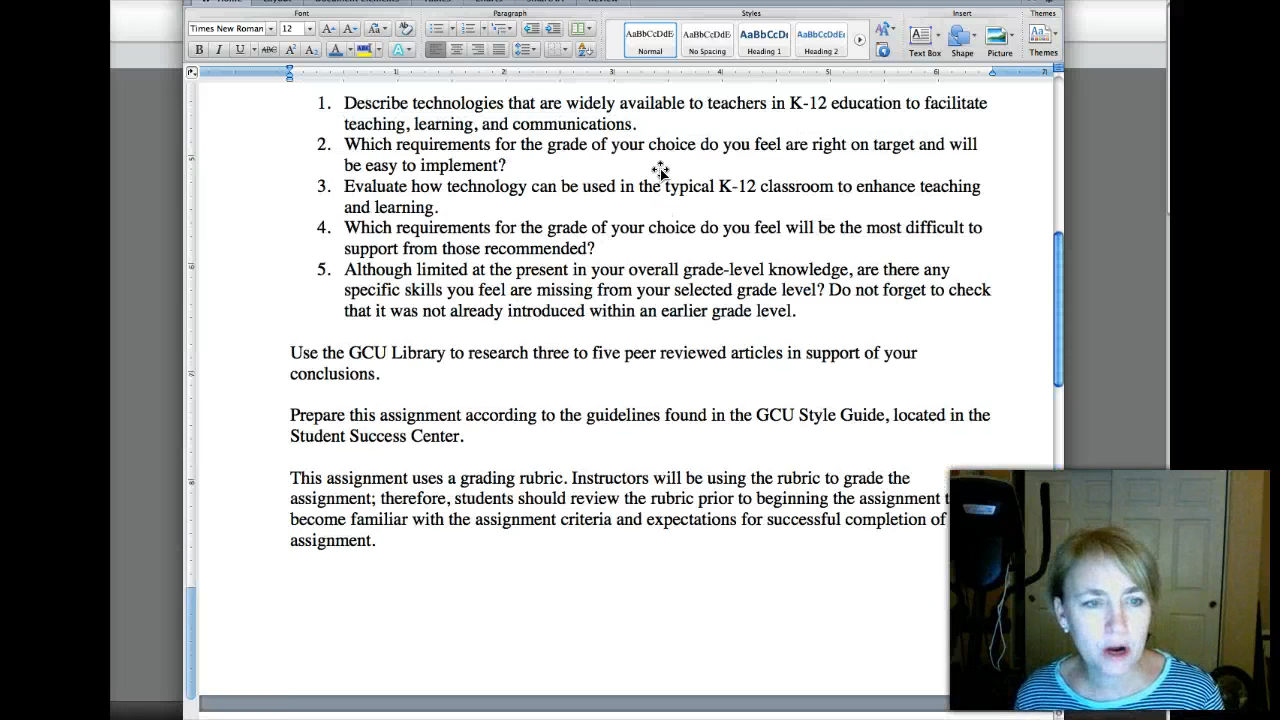 Font
Paragraph
Styles
Insert
Themes
Times New Roman 12 Aa
B I U ABC A² A₂ A ABC A
AaBbCcDdE AaBbCcDdE AaBbCcD AaBbCcDdE
Normal No Spacing Heading 1 Heading 2
Text Box Shape Picture Themes
1. Describe technologies that are widely available to teachers in K-12 education to facilitate
teaching, learning, and communications.
2. Which requirements for the grade of your choice do you feel are right on target and will
be easy to implement?
3. Evaluate how technology can be used in the typical K-12 classroom to enhance teaching
and learning.
4. Which requirements for the grade of your choice do you feel will be the most difficult to
support from those recommended?
5. Although limited at the present in your overall grade-level knowledge, are there any
specific skills you feel are missing from your selected grade level? Do not forget to check
that it was not already introduced within an earlier grade level.
Use the GCU Library to research three to five peer reviewed articles in support of your
conclusions.
Prepare this assignment according to the guidelines found in the GCU Style Guide, located in the
Student Success Center.
This assignment uses a grading rubric. Instructors will be using the rubric to grade the
assignment; therefore, students should review the rubric prior to beginning the assignment
become familiar with the assignment criteria and expectations for successful completion of
assignment.